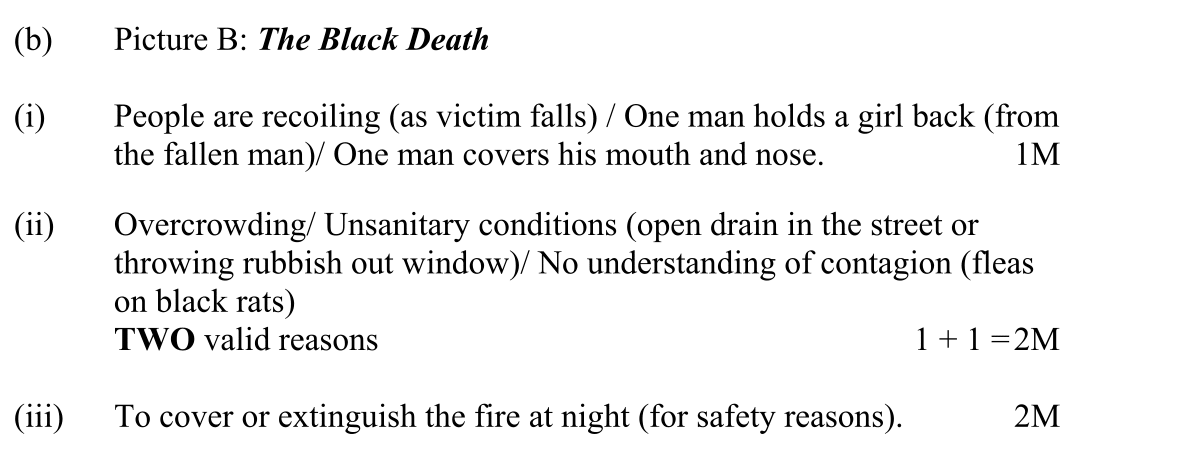 (b) Picture B: The Black Death
(i) People are recoiling (as victim falls) / One man holds a girl back (from
the fallen man)/ One man covers his mouth and nose. 1M
(ii) Overcrowding/ Unsanitary conditions (open drain in the street or
throwing rubbish out window)/ No understanding of contagion (fleas
on black rats)
TWO valid reasons 1 + 1 =2M
(iii) To cover or extinguish the fire at night (for safety reasons). 2M